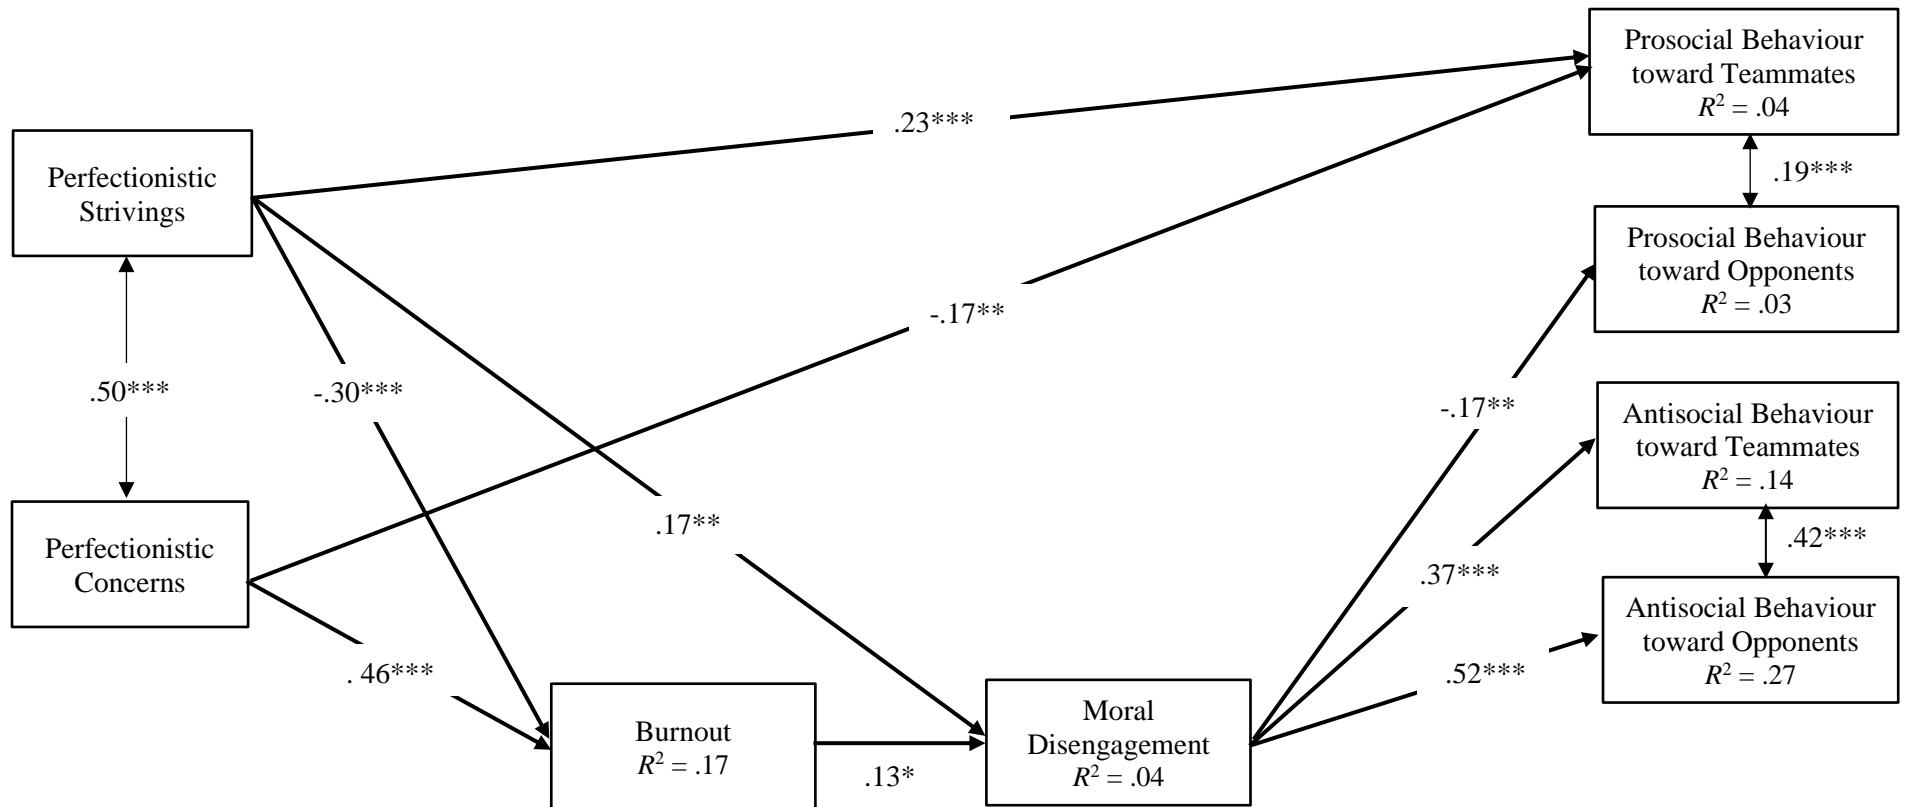 Prosocial Behaviour
toward Teammates
R² = .04
.23***
Perfectionistic
Strivings
.19***
Prosocial Behaviour
toward Opponents
R² = .03
-.17**
.50***
-.30***
-.17**
Antisocial Behaviour
toward Teammates
R² = .14
.17**
Perfectionistic
Concerns
.42***
.37***
Antisocial Behaviour
toward Opponents
R² = .27
. 46***
.52***
Burnout
R² = .17
.13*
Moral
Disengagement
R² = .04